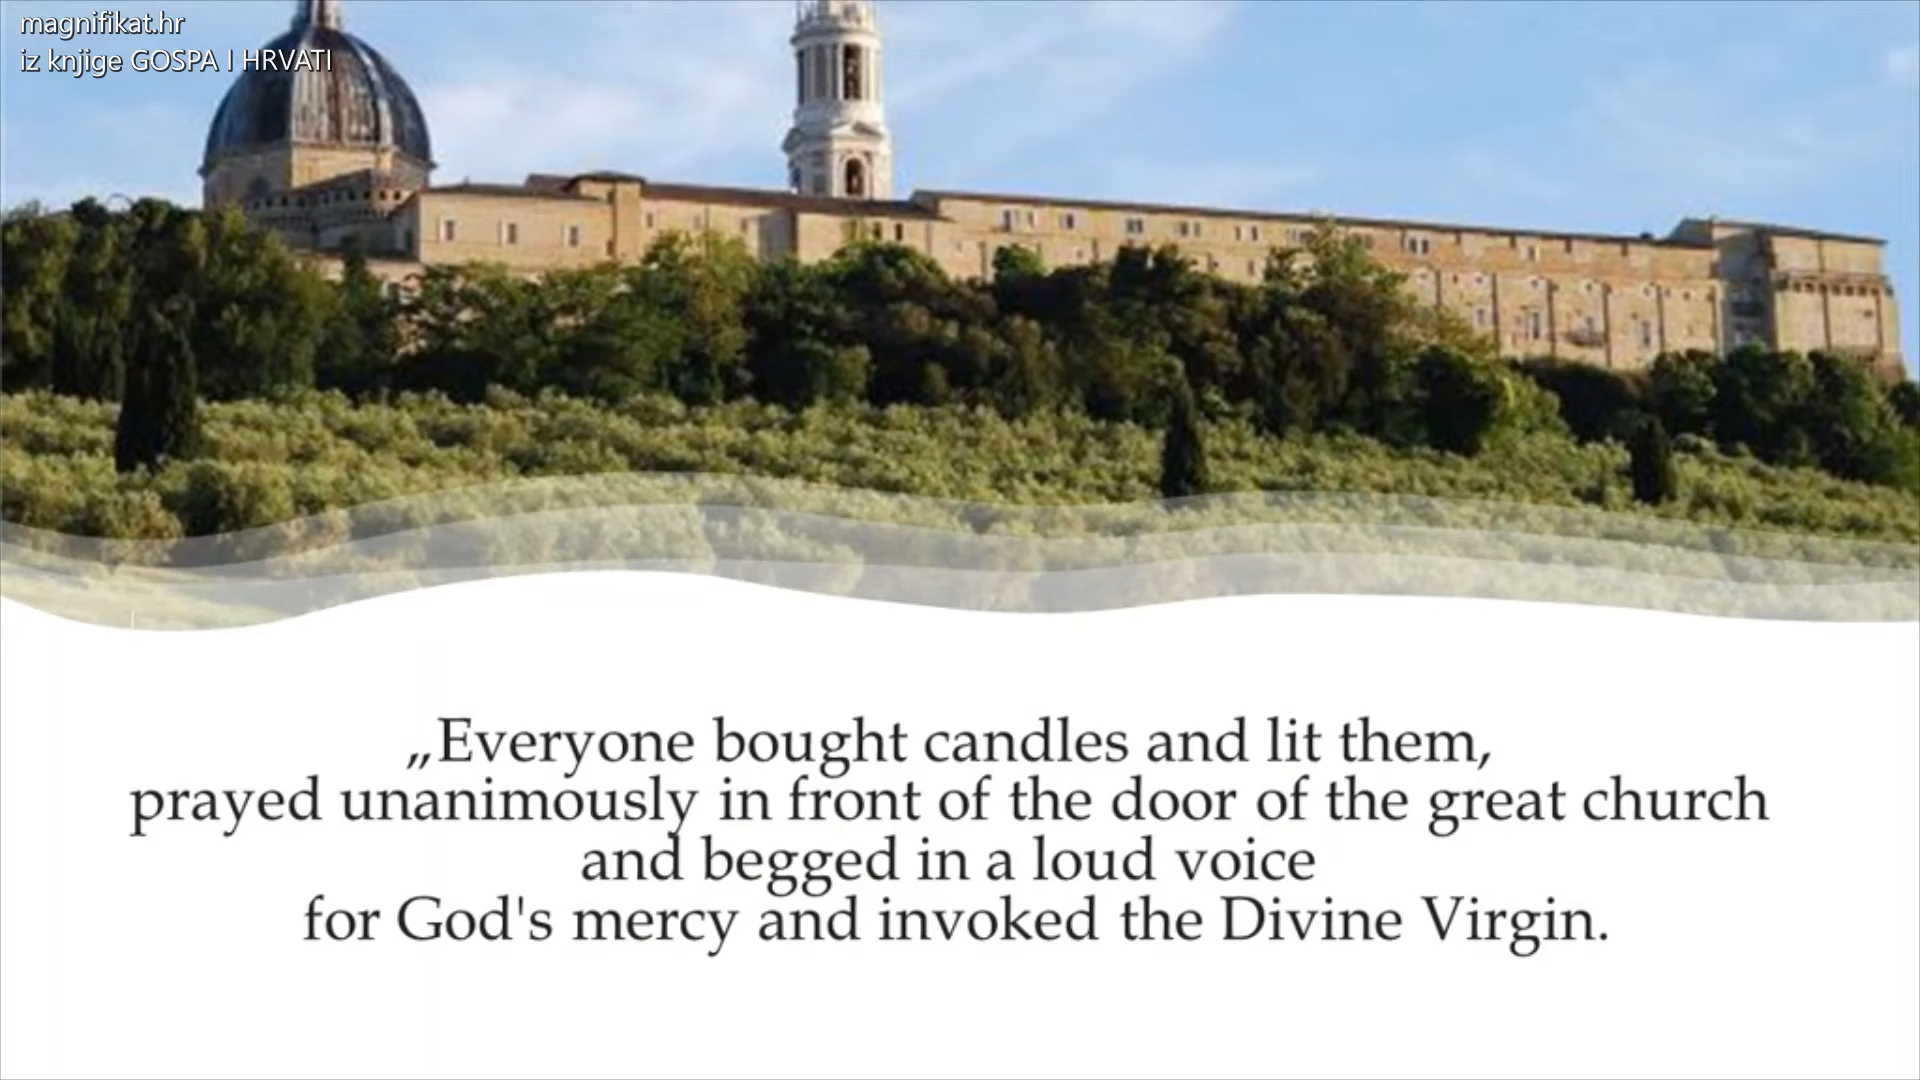 magnifikat.hr
iz knjige GOSPA I HRVATI
„Everyone bought candles and lit them,
prayed unanimously in front of the door of the great church
and begged in a loud voice
for God's mercy and invoked the Divine Virgin.